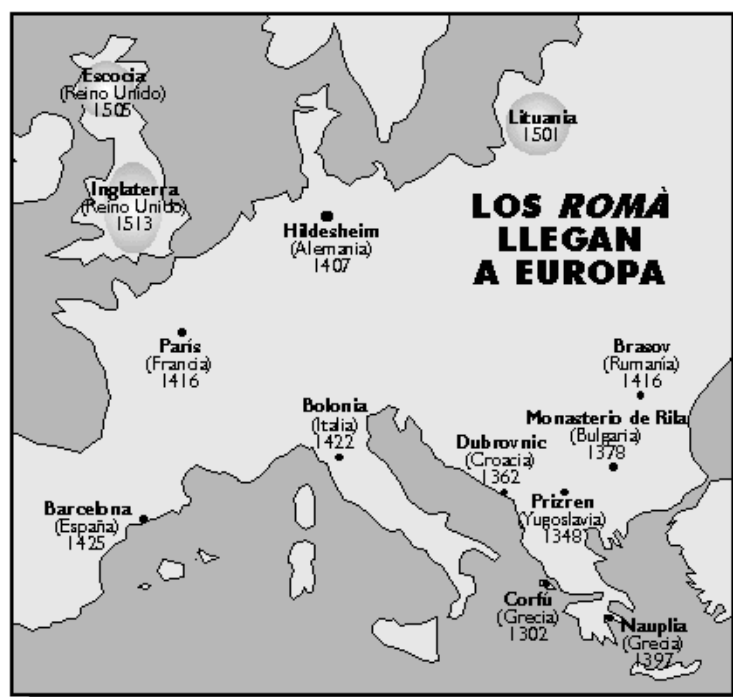 Escocia
(Reino Unido)
1505
Lituania
1501
Inglaterra
(Reino Unido)
1513
LOS ROMÀ
LLEGAN
A EUROPA
Hildesheim
(Alemania)
1407
París
(Francia)
1416
Brasov
(Rumanía)
1416
Bolonia
(Italia)
1422
Monasterio de Rila
(Bulgaria)
1378
Dubrovnic
(Croacia)
1362
Prizren
(Yugoslavia)
1348
Barcelona
(España)
1425
Corfú
(Grecia)
1302
Nauplia
(Grecia)
1397